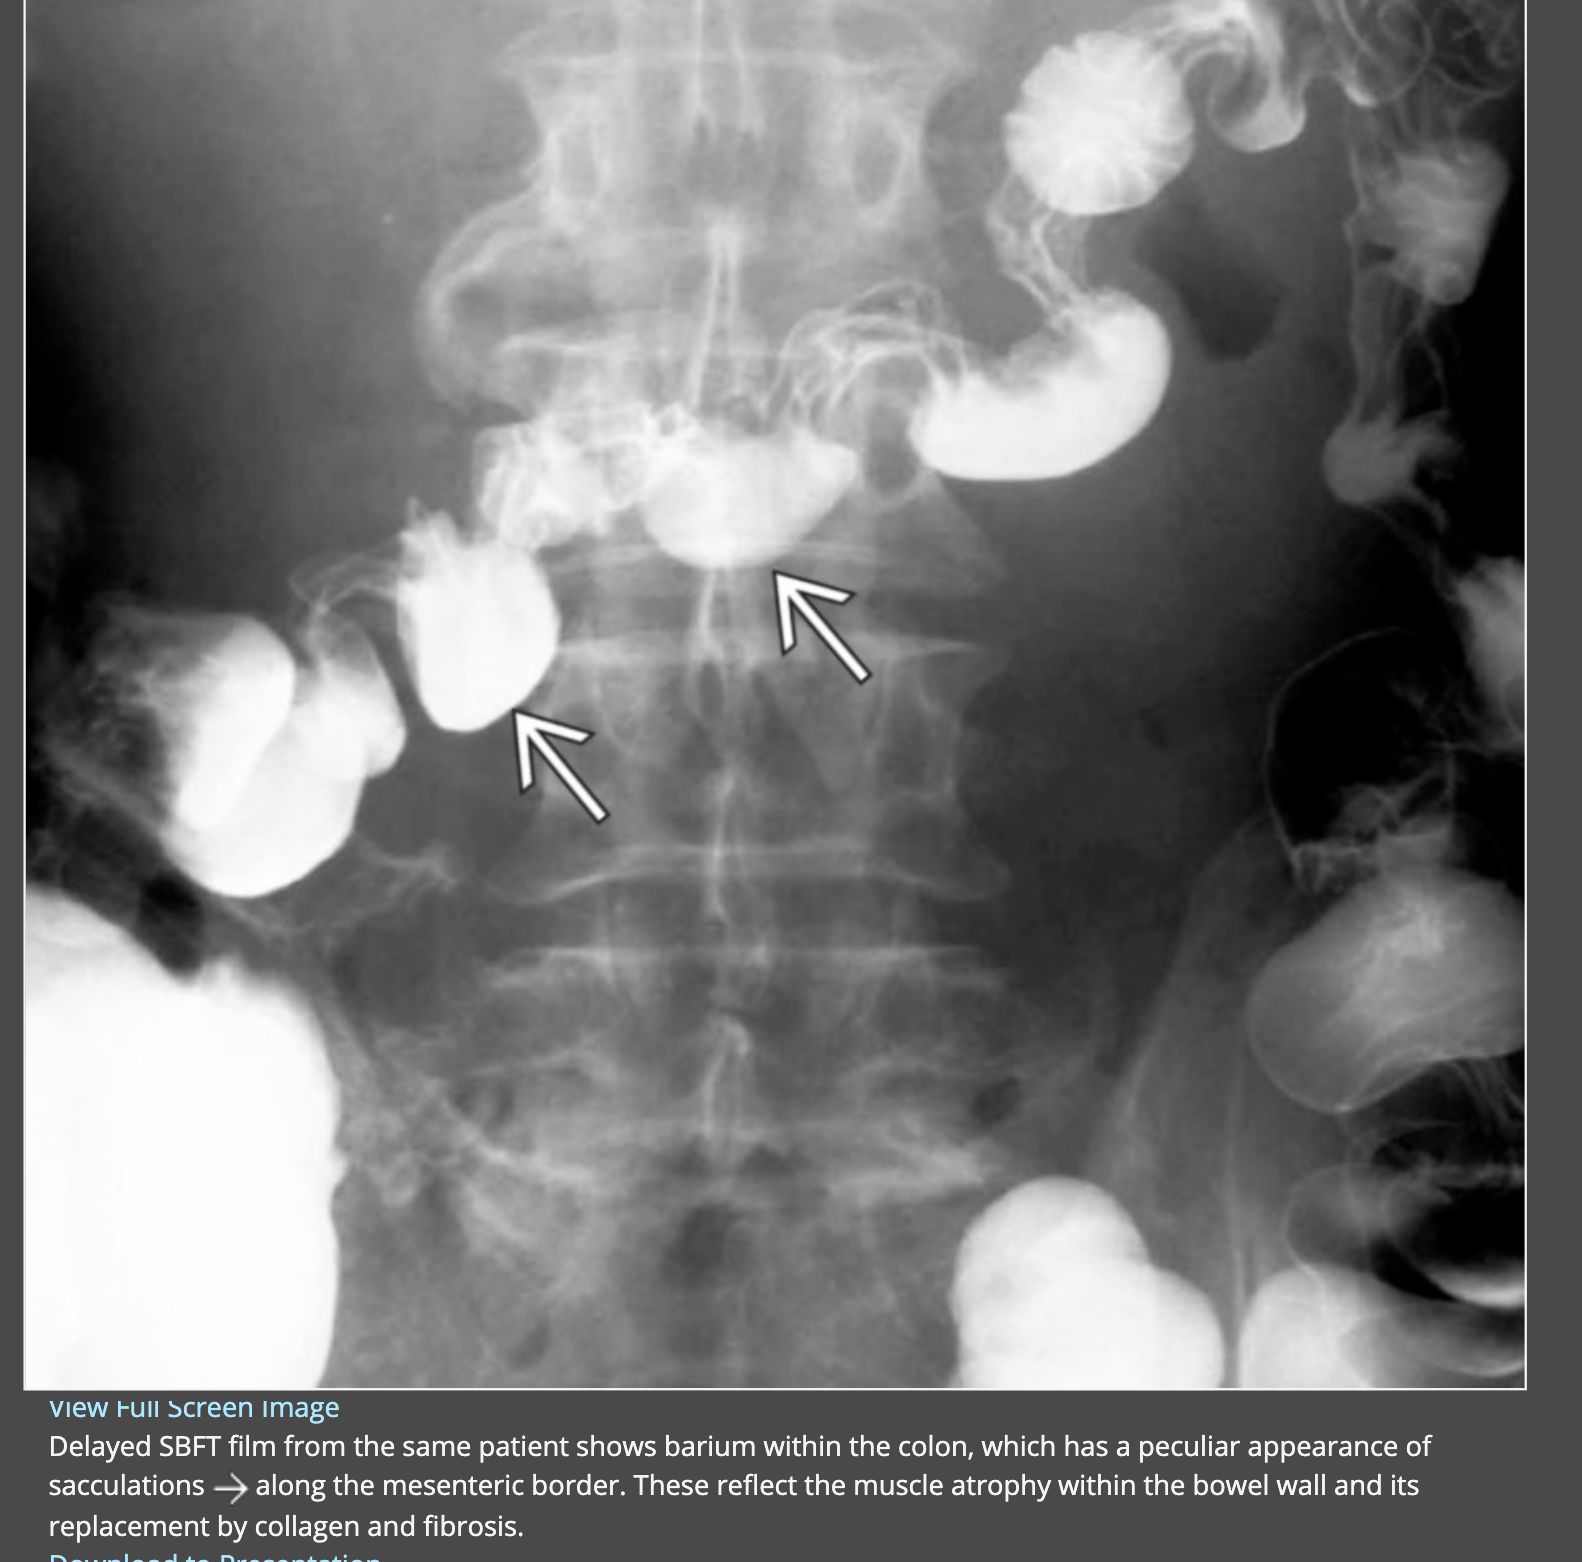 View Full Screen Image
Delayed SBFT film from the same patient shows barium within the colon, which has a peculiar appearance of
sacculations → along the mesenteric border. These reflect the muscle atrophy within the bowel wall and its
replacement by collagen and fibrosis.
Download to Presentation